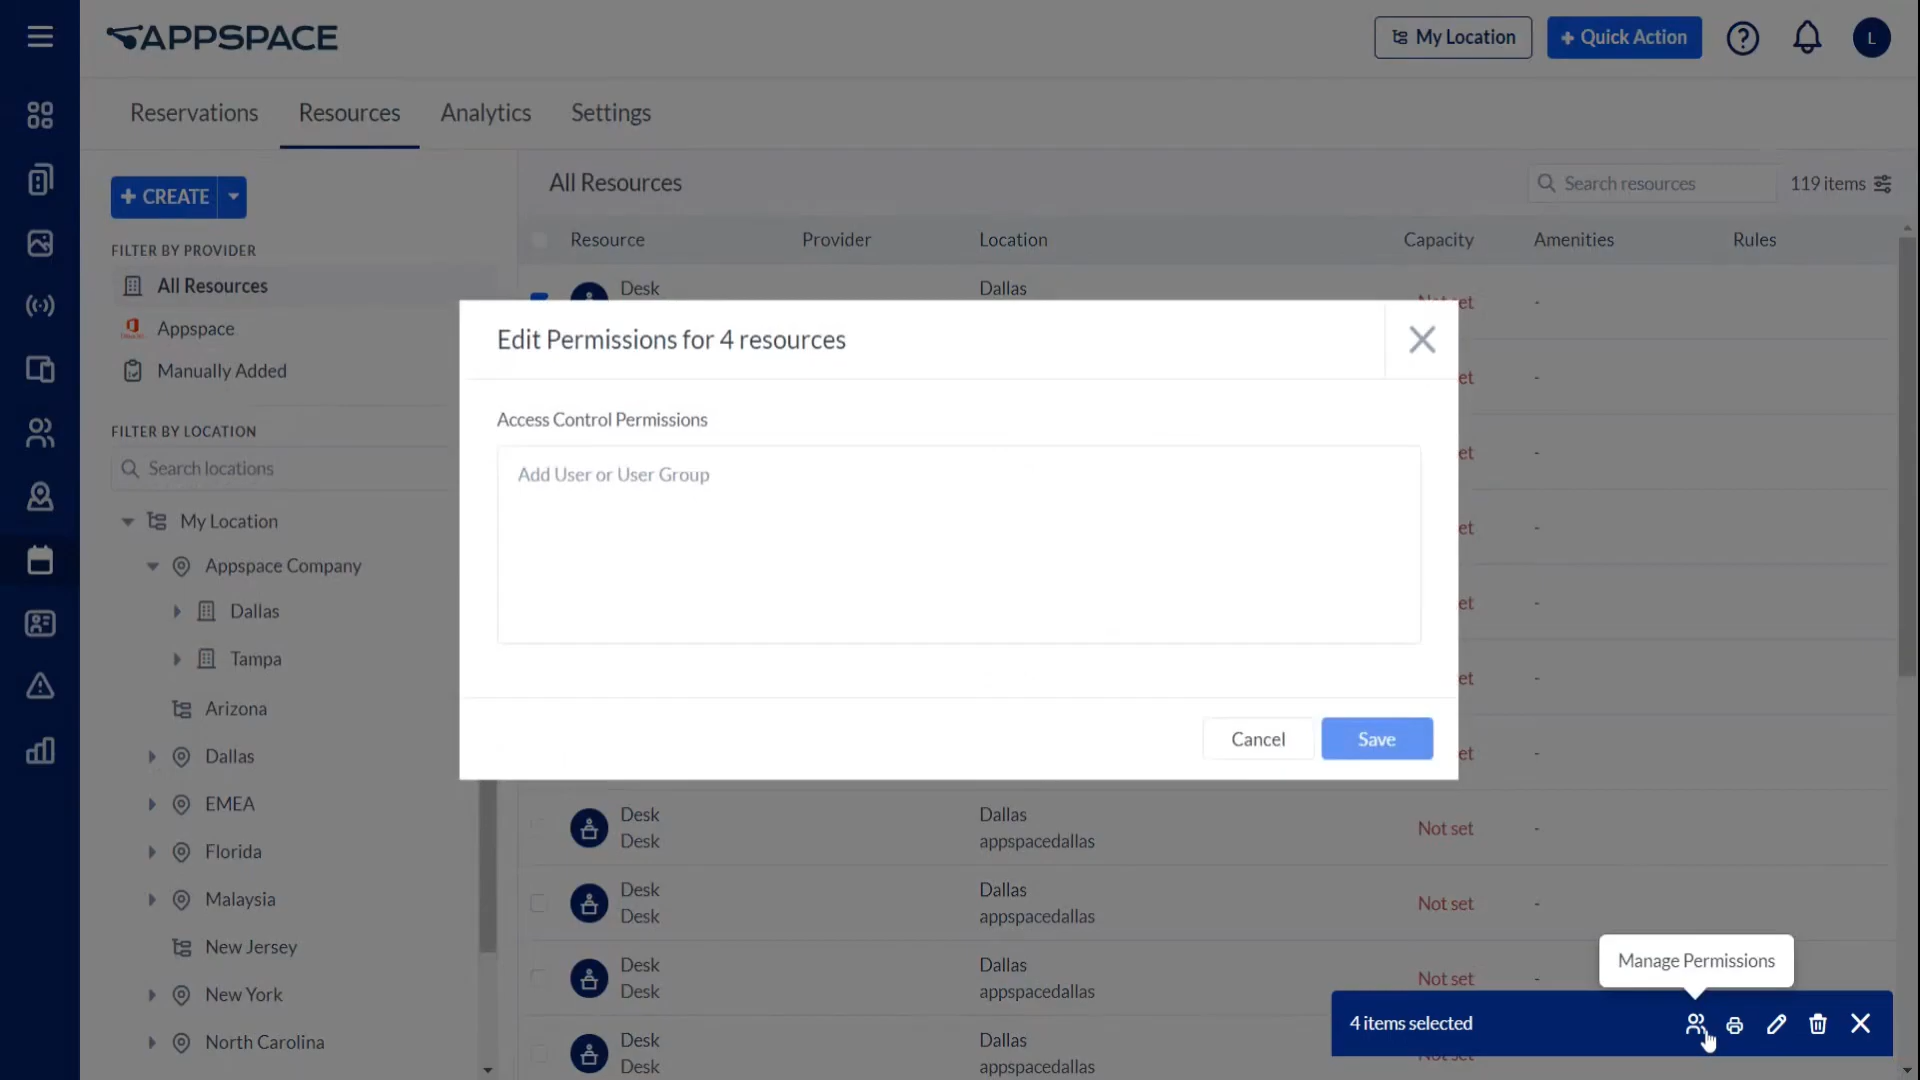 APPSPACE
My Location
+ Quick Action
L
Reservations
Resources
Analytics
Settings
+ CREATE
FILTER BY PROVIDER
All Resources
Appspace
Manually Added
FILTER BY LOCATION
Search locations
My Location
Appspace Company
Dallas
Tampa
Arizona
Dallas
EMEA
Florida
Malaysia
New Jersey
New York
North Carolina
All Resources
Search resources
119 items
Resource Provider Location Capacity Amenities Rules
Desk Dallas
et -
et -
et -
et -
et -
et -
et -
Edit Permissions for 4 resources
Access Control Permissions
Add User or User Group
Cancel
Save
Desk Dallas Not set -
Desk appspacedallas
Desk Dallas Not set -
Desk appspacedallas
Desk Dallas Not set -
Desk appspacedallas
Desk Dallas
Desk appspacedallas
Manage Permissions
4 items selected